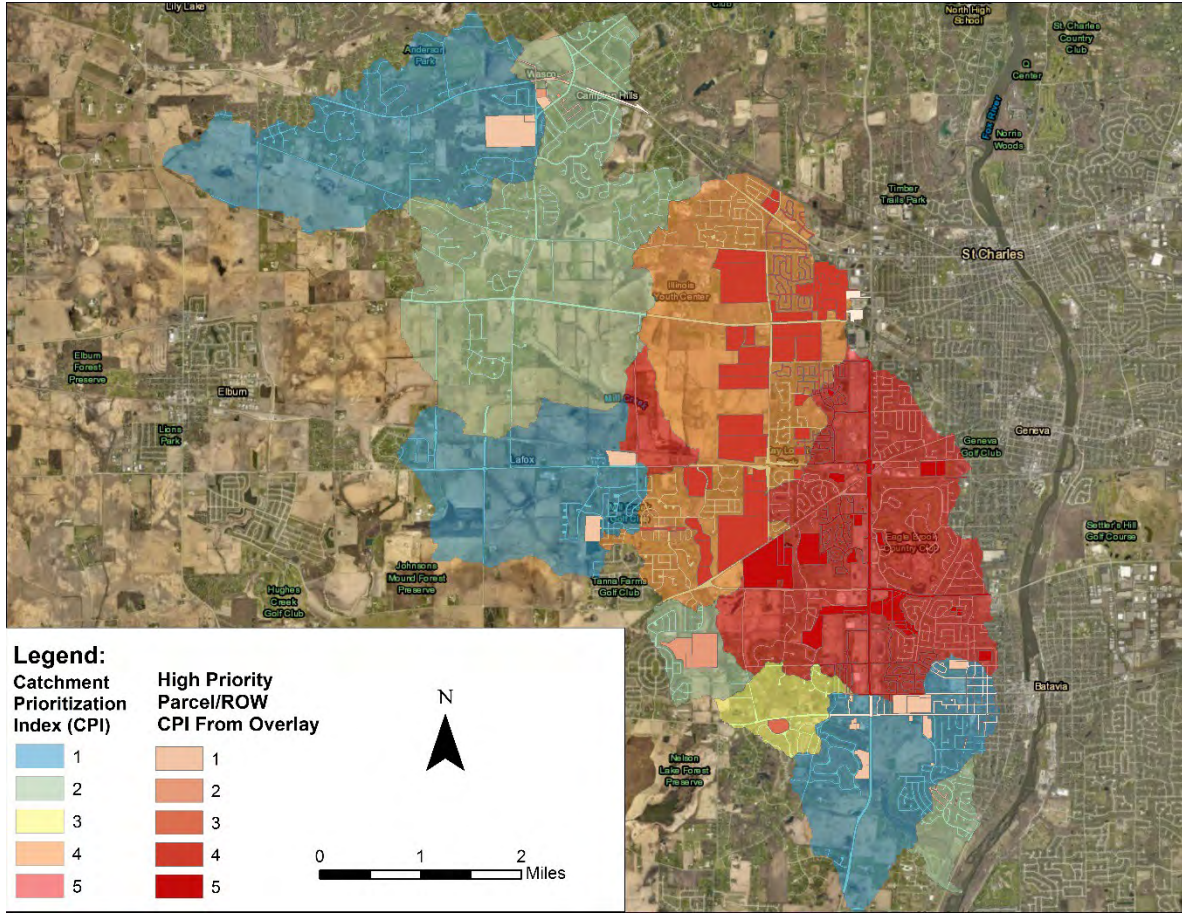 Lily Lake
Club
North High
School
St. Charles
Country
Club
Anderson
Park
Q
Center
Wasco
Campton Hills
Fox River
Norris
Woods
Timber
Trails Park
St Charles
Illinois
Youth Center
Elburn
Forest
Preserve
Elburn
Mill Creek
Lions
Park
Geneva
Golf Club
Geneva
Lafox
Settler's Hill
Golf Course
Eagle Brook
Country Club
Johnsons
Mound Forest
Preserve
Tanna Farms
Golf Club
Hughes
Creek
Golf Club
Batavia
Nelson
Lake Forest
Preserve
Legend:
Catchment
Prioritization
Index (CPI)
1
2
3
4
5
High Priority
Parcel/ROW
CPI From Overlay
1
2
3
4
5
N
0 1 2
Miles